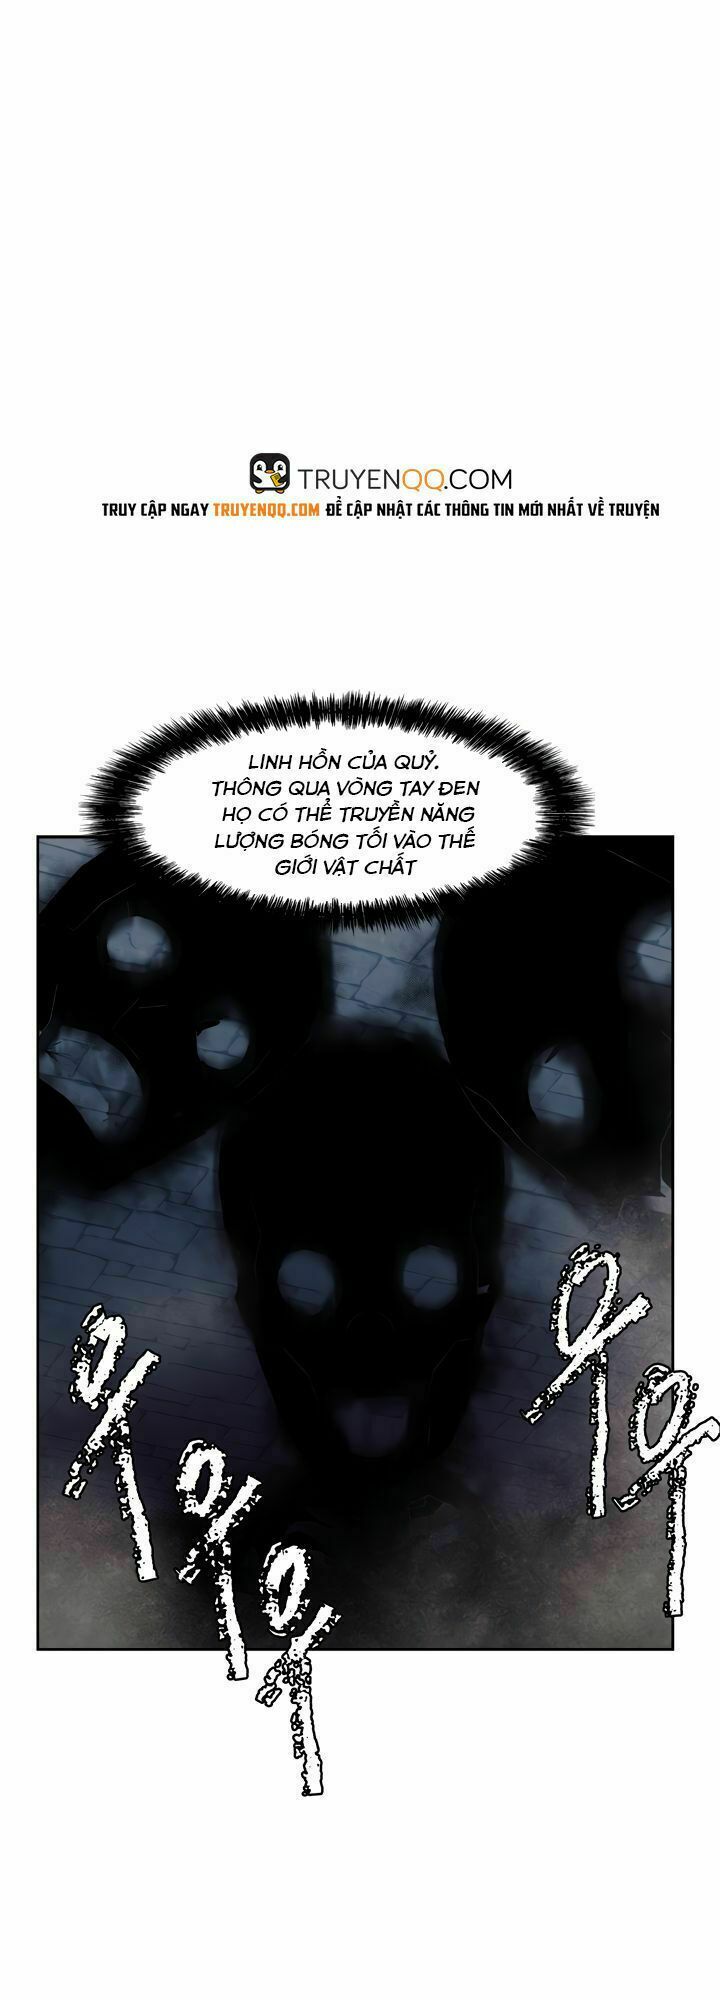 TRUYENQQ.COM
TRUY CẬP NGAY TRUYENQQ.COM ĐỂ CẬP NHẬT CÁC THÔNG TIN MỚI NHẤT VỀ TRUYỆN
LINH HỒN CỦA QUỶ.
THÔNG QUA VÒNG TAY ĐEN
HỌ CÓ THỂ TRUYỀN NĂNG
LƯỢNG BÓNG TỐI VÀO THẾ
GIỚI VẬT CHẤT